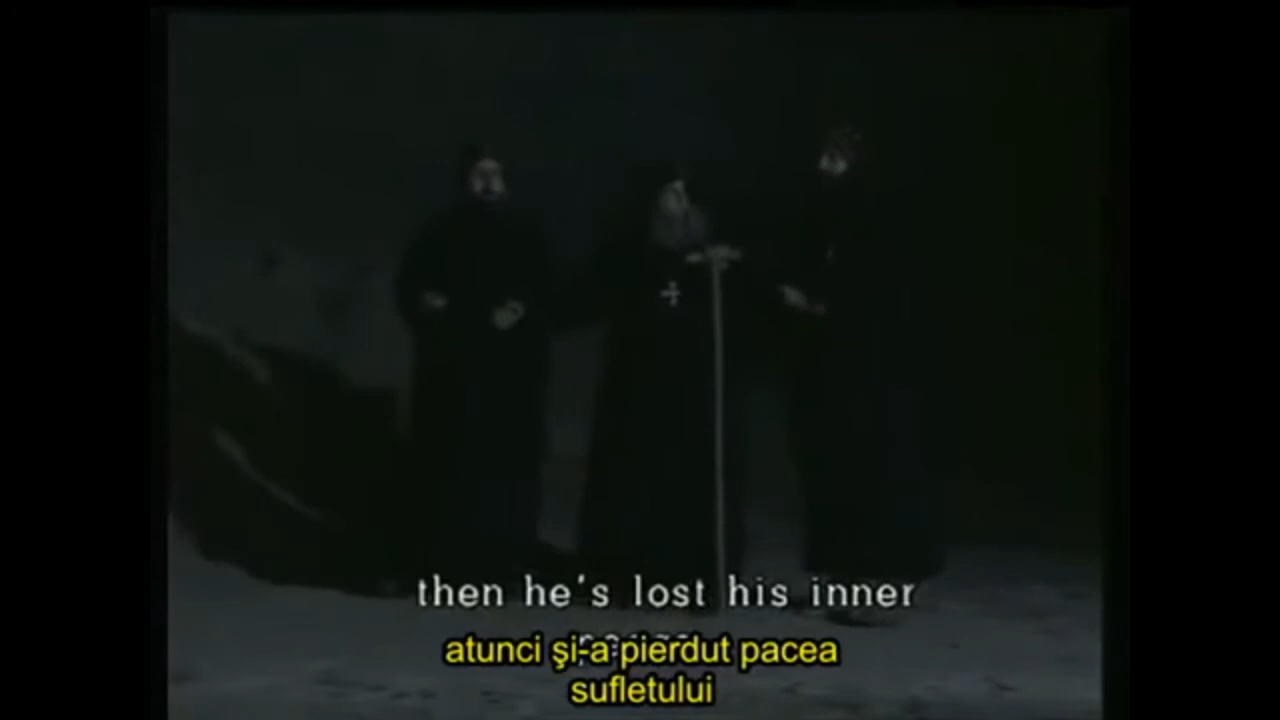 then he's lost his inner
atunci şi-a pierdut pacea
sufletului